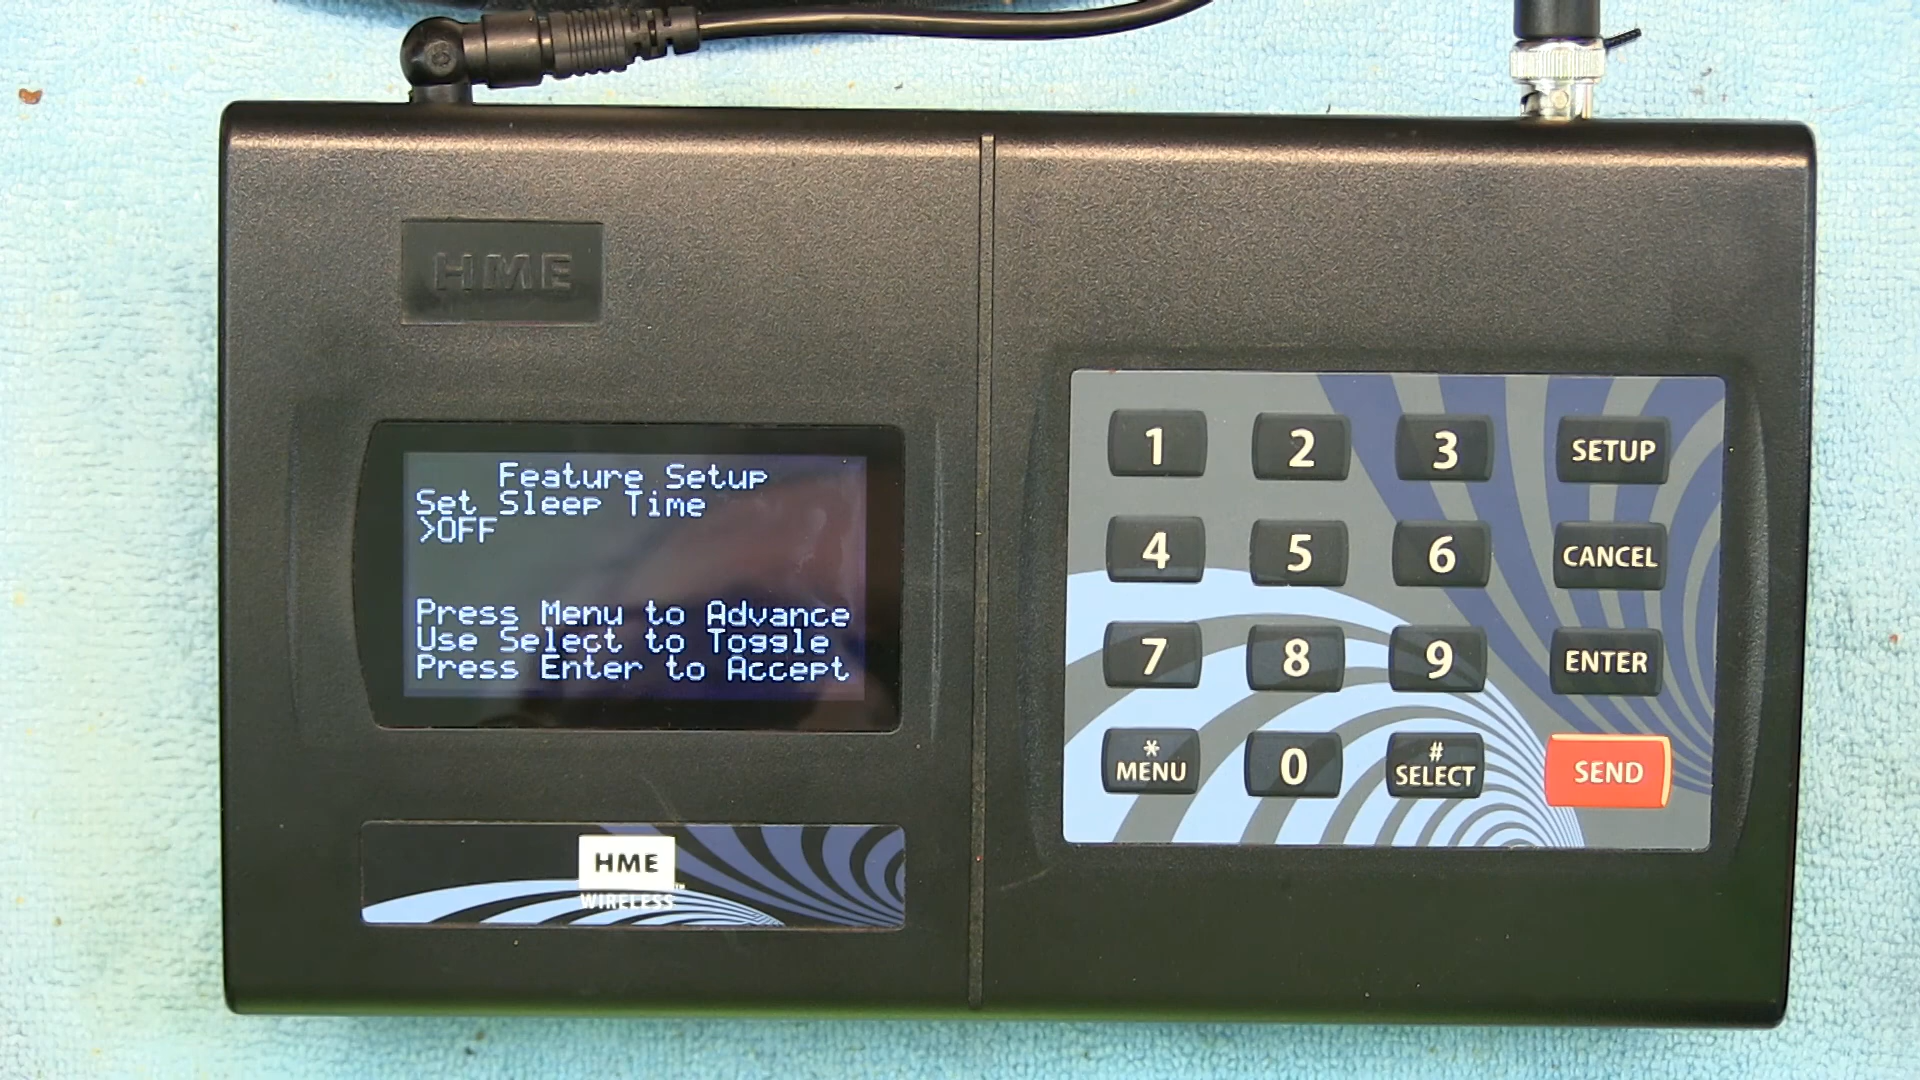 HME
Feature Setup
Set Sleep Time
>OFF
Press Menu to Advance
Use Select to Toggle
Press Enter to Accept
HME
WIRELESS
1 2 3 SETUP
4 5 6 CANCEL
7 8 9 ENTER
* MENU 0 # SELECT SEND